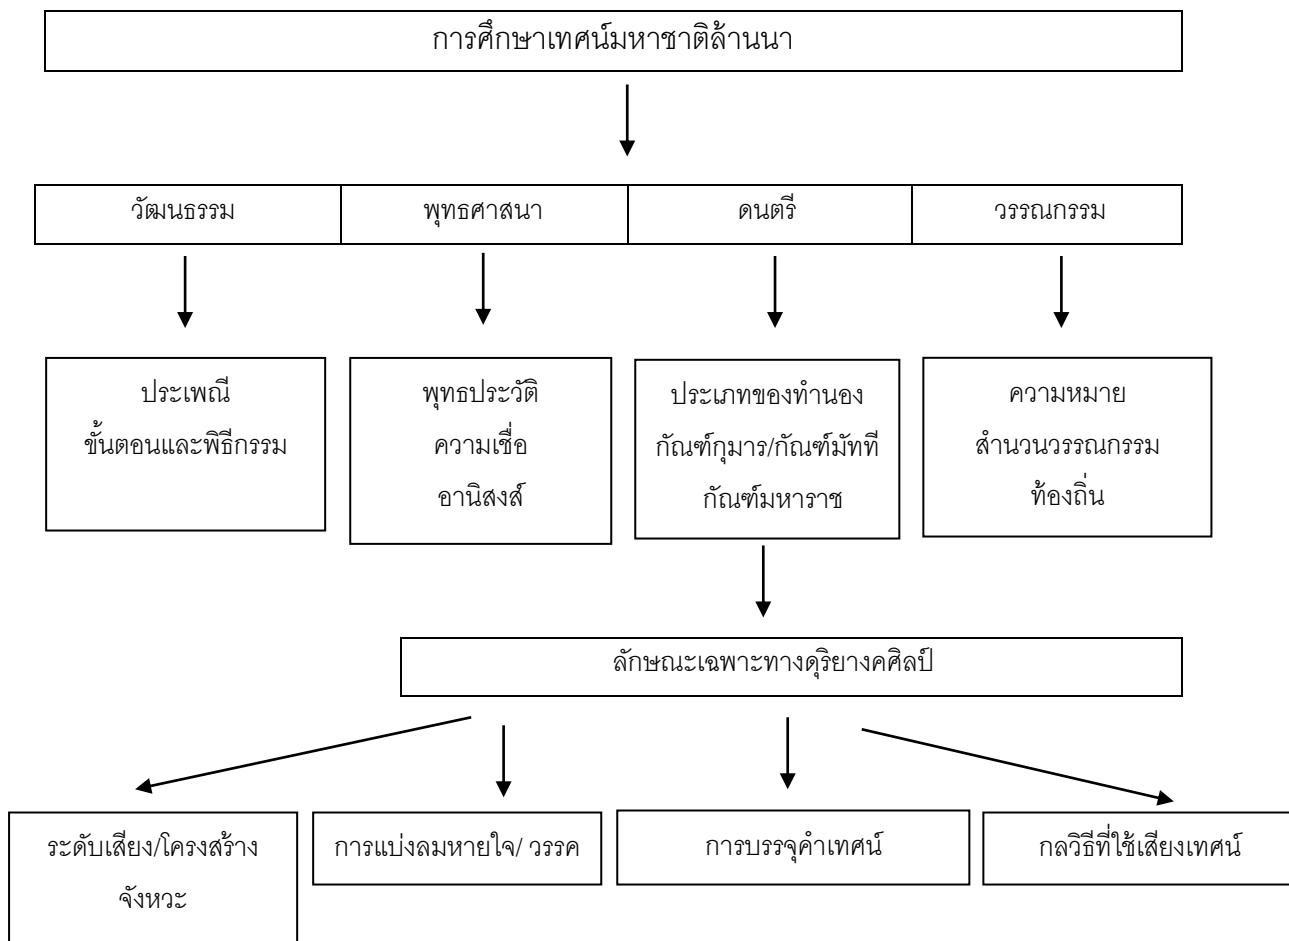 การศึกษาเทศน์มหาชาติล้านนา
วัฒนธรรม
พุทธศาสนา
ดนตรี
วรรณกรรม
ประเพณี
ขั้นตอนและพิธีกรรม
พุทธประวัติ
ความเชื่อ
อานิสงส์
ประเภทของทำนอง
กัณฑ์กุมาร/กัณฑ์มัทที
กัณฑ์มหาราช
ความหมาย
สำนวนวรรณกรรม
ท้องถิ่น
ลักษณะเฉพาะทางดุริยางคศิลป์
ระดับเสียง/โครงสร้าง
จังหวะ
การแบ่งลมหายใจ/ วรรค
การบรรจุคำเทศน์
กลวิธีที่ใช้เสียงเทศน์